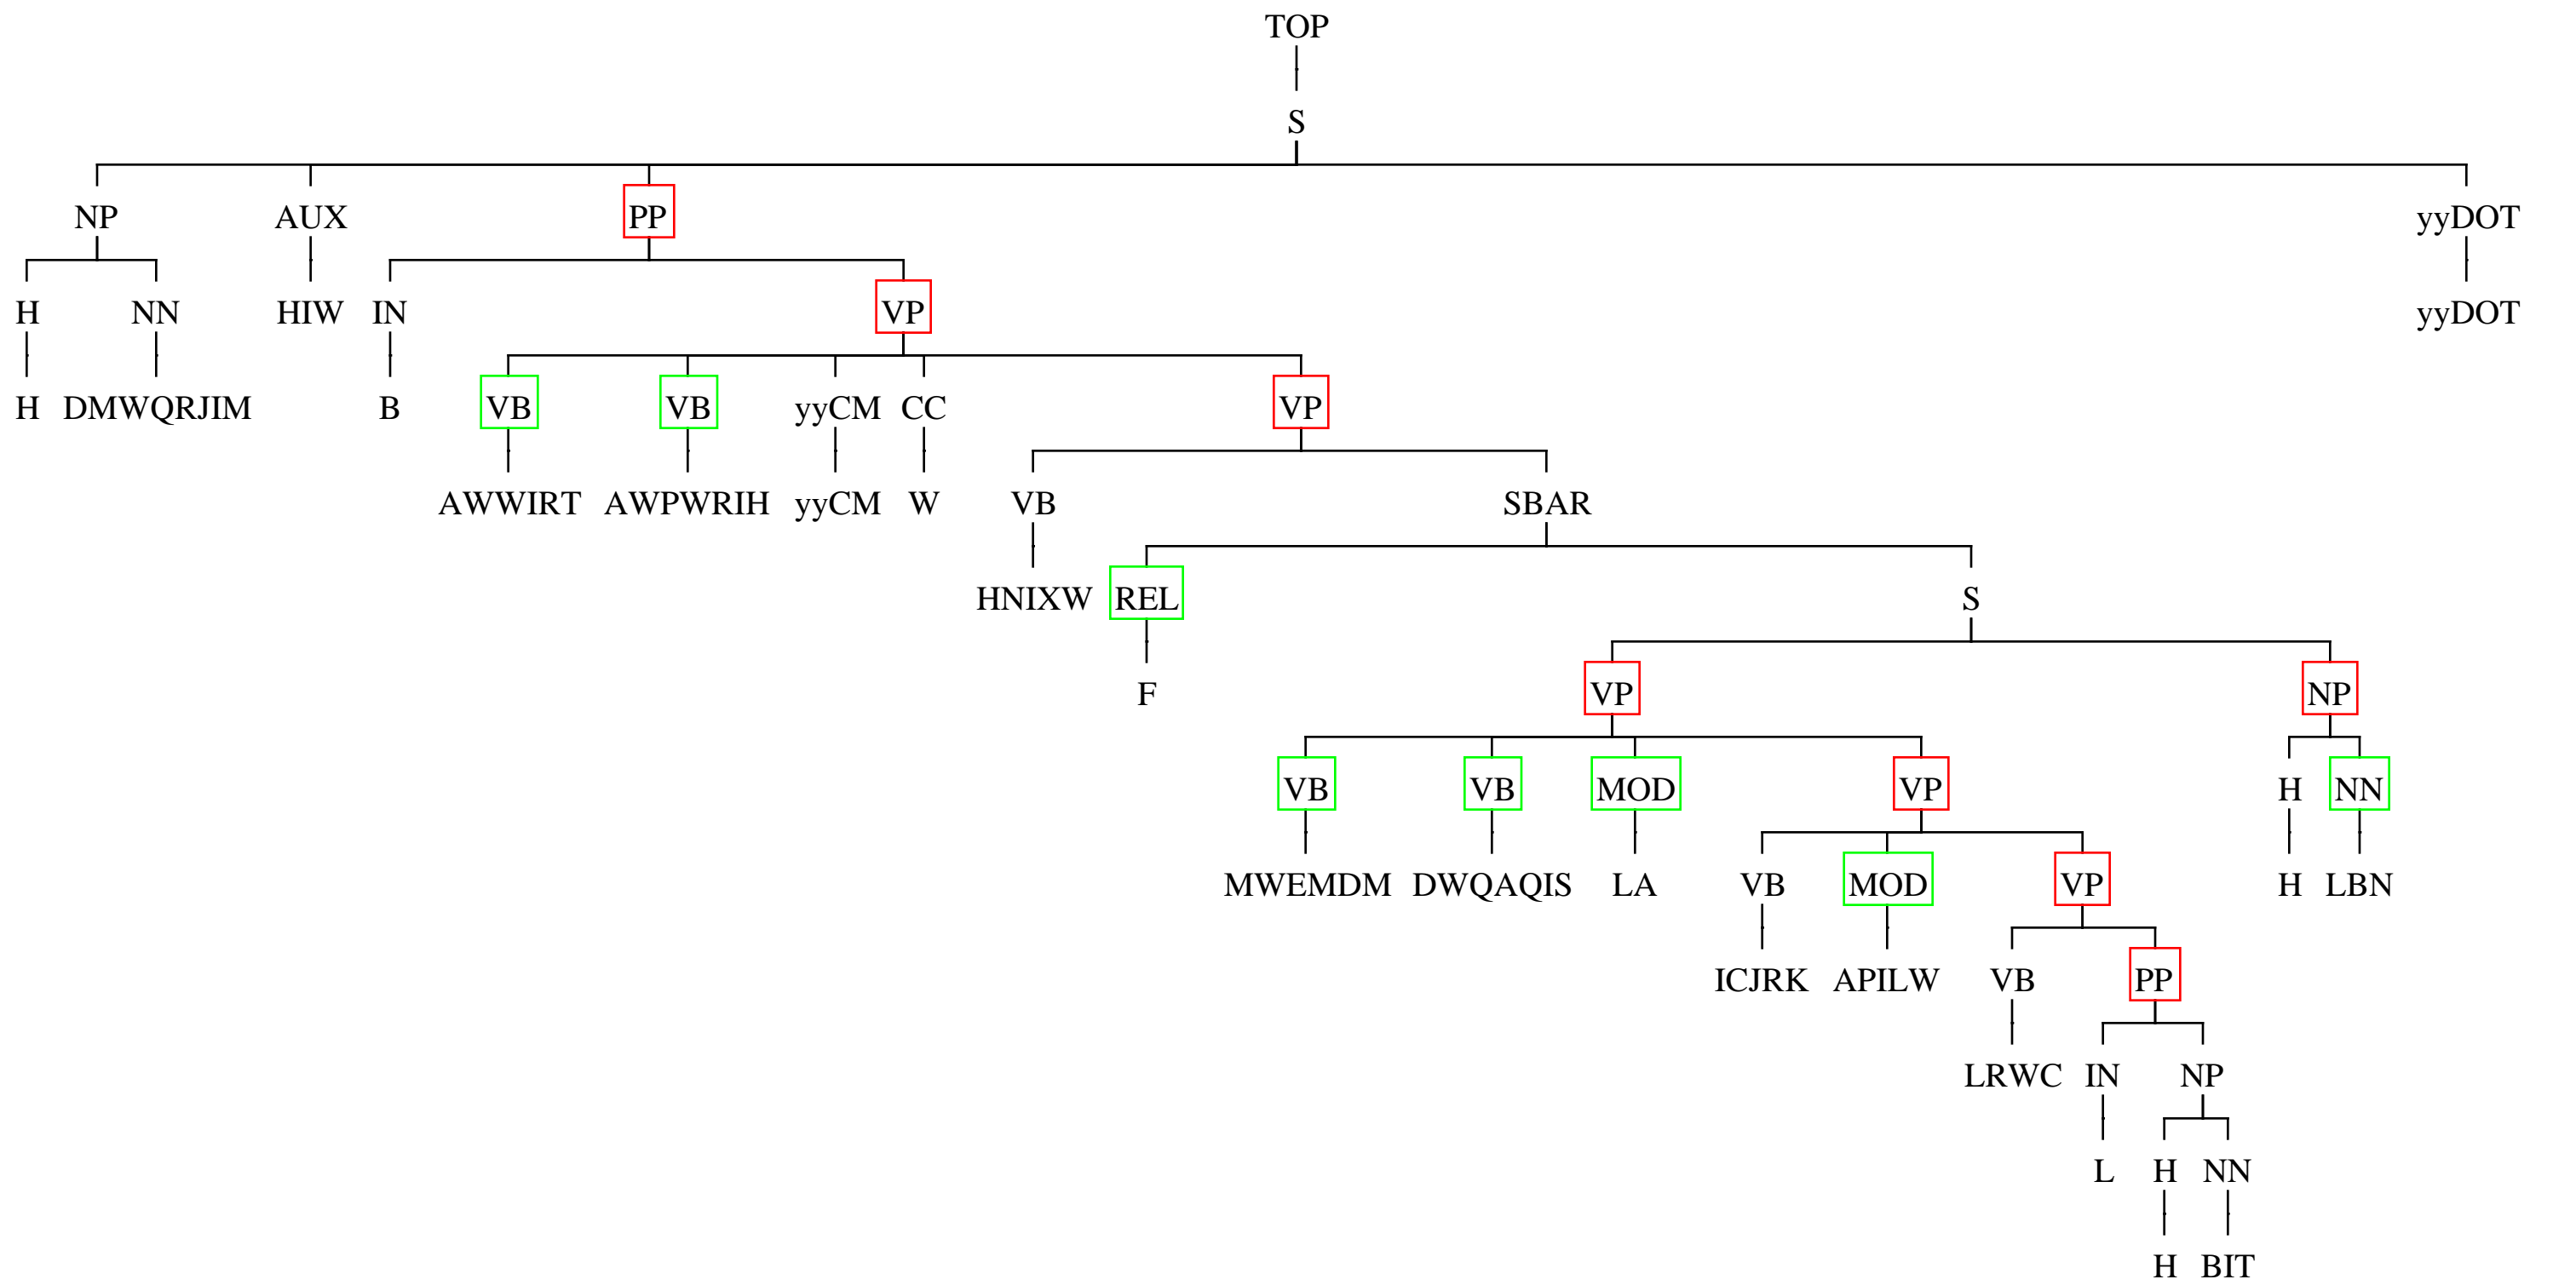 TOP
S
NP AUX PP yyDOT
H NN HIW IN VP yyDOT
H DMWQRJIM B VB VB yyCM CC VP
AWWIRT AWPWRIH yyCM W VB SBAR
HNIXW REL S
F VP NP
VB VB MOD VP H NN
MWEMDM DWQAQIS LA VB MOD VP H LBN
ICJRK APILW VB PP
LRWC IN NP
L H NN
H BIT